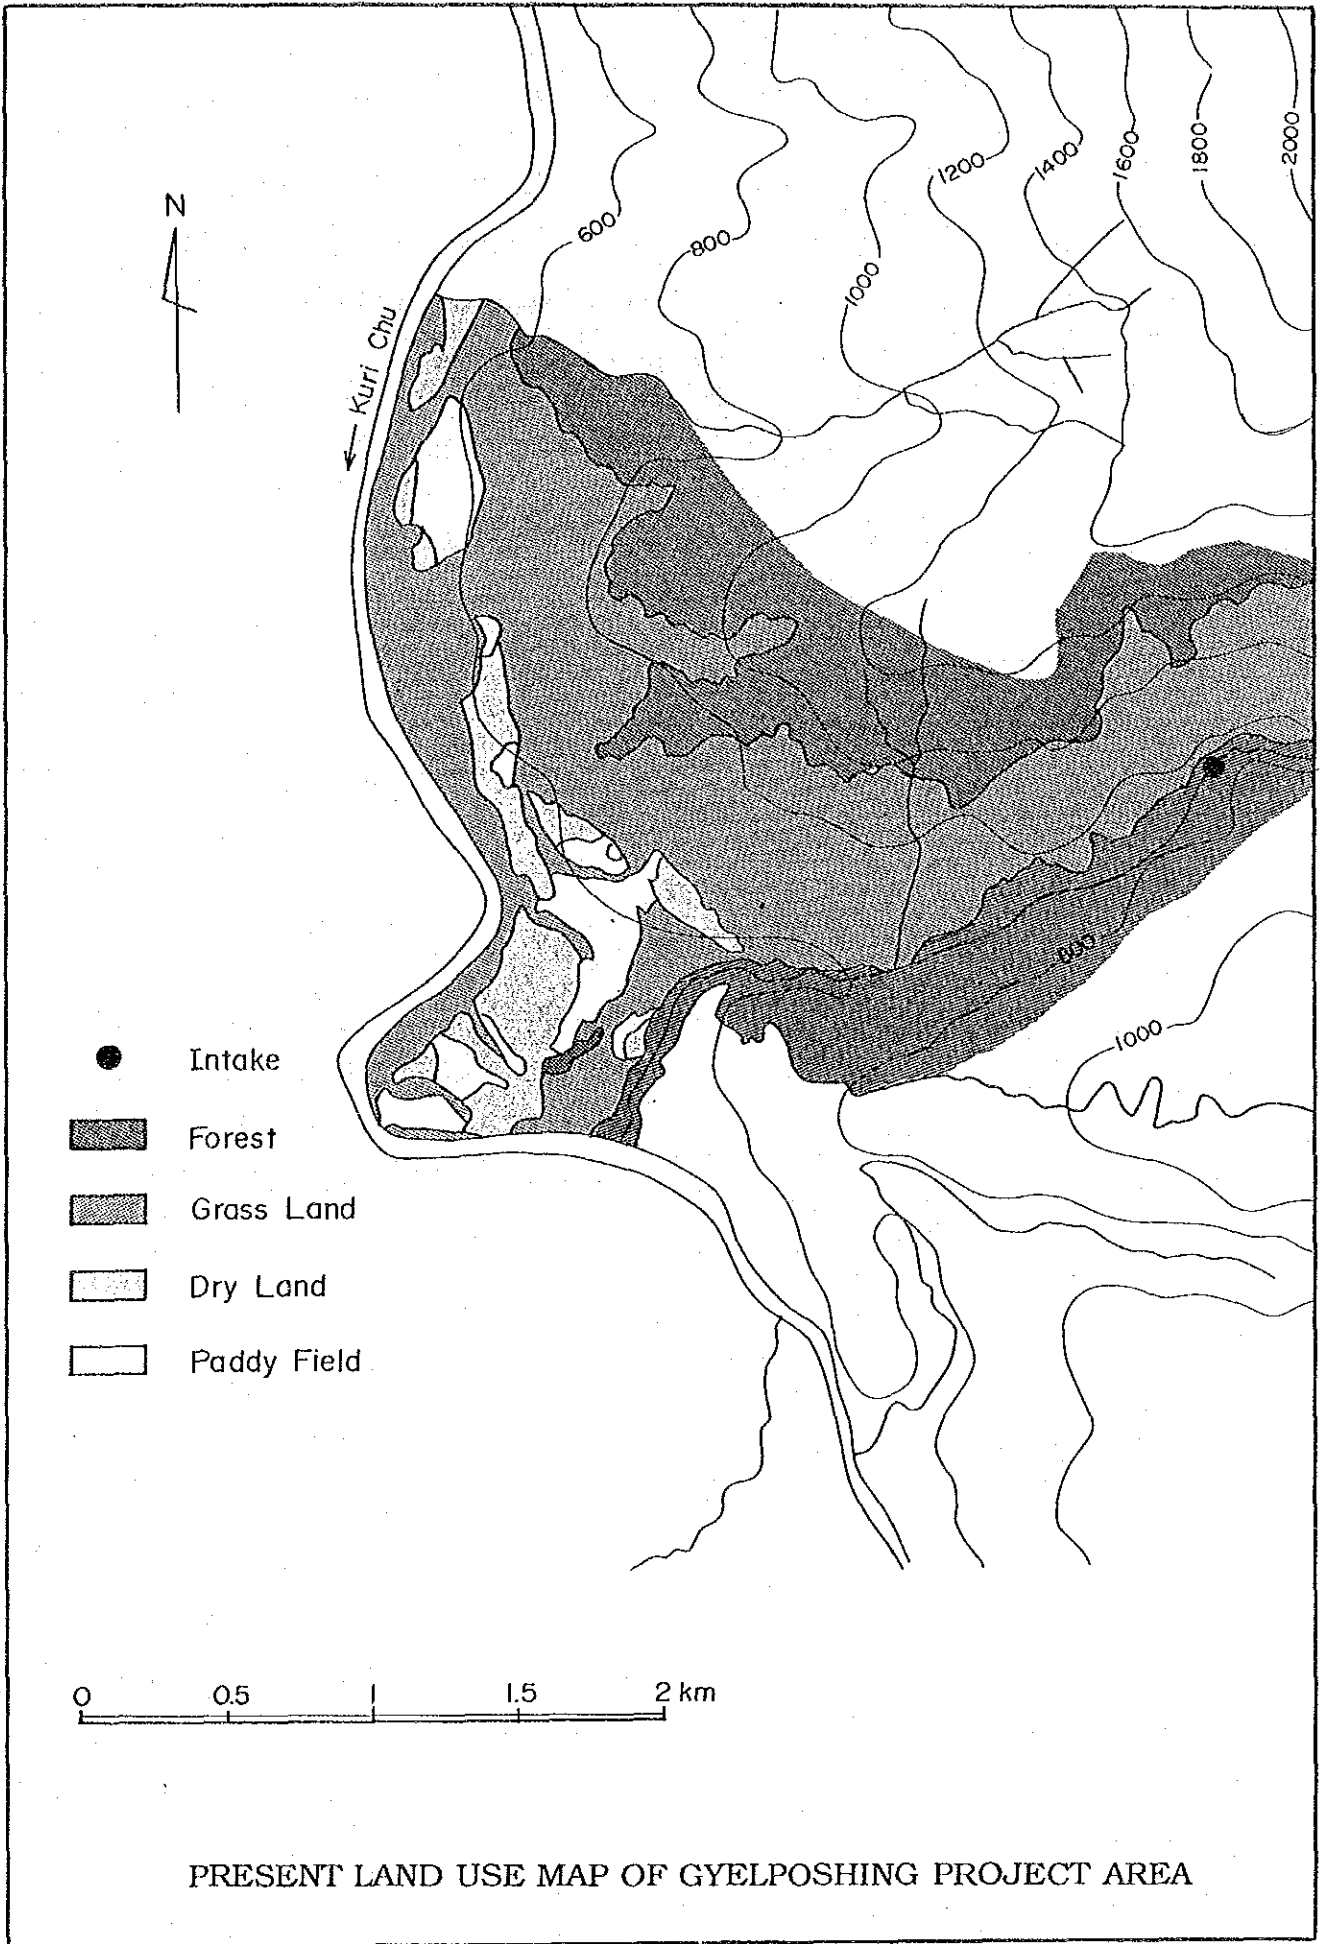 2000
1800
1600
1400
1200
N
600
800
1000
← Kuri Chu
800
1000
Intake
Forest
Grass Land
Dry Land
Paddy Field
0 0.5 1 1.5 2 km
PRESENT LAND USE MAP OF GYELPOSHING PROJECT AREA